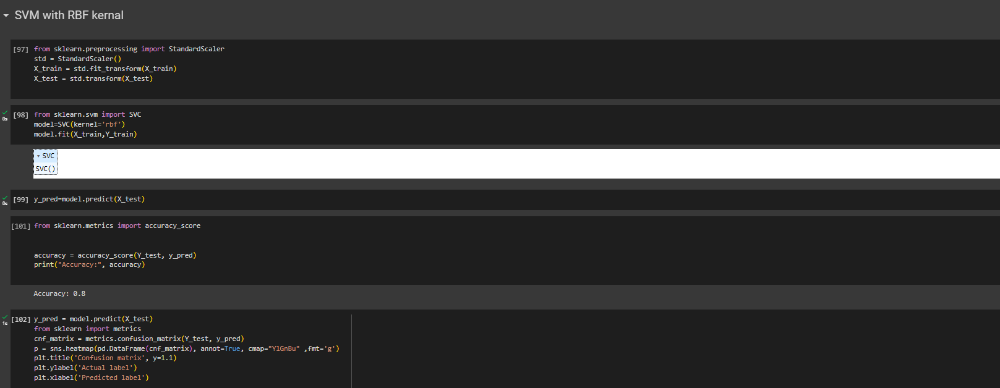 SVM with RBF kernal
[97] from sklearn.preprocessing import StandardScaler
std = StandardScaler()
X_train = std.fit_transform(X_train)
X_test = std.transform(X_test)
0s
[98] from sklearn.svm import SVC
model=SVC(kernel='rbf')
model.fit(X_train,Y_train)
SVC
SVC()
0s
[99] y_pred=model.predict(X_test)
[101] from sklearn.metrics import accuracy_score
accuracy = accuracy_score(Y_test, y_pred)
print("Accuracy:", accuracy)
Accuracy: 0.8
1s
[102] y_pred = model.predict(X_test)
from sklearn import metrics
cnf_matrix = metrics.confusion_matrix(Y_test, y_pred)
p = sns.heatmap(pd.DataFrame(cnf_matrix), annot=True, cmap="YlGnBu" ,fmt='g')
plt.title('Confusion matrix', y=1.1)
plt.ylabel('Actual label')
plt.xlabel('Predicted label')